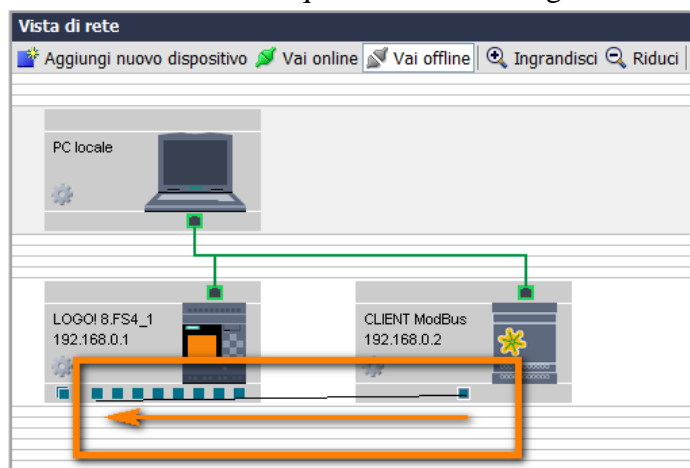 Vista di rete
Aggiungi nuovo dispositivo Vai online Vai offline Ingrandisci Riduci
PC locale
LOGO! 8.FS4_1
192.168.0.1
CLIENT ModBus
192.168.0.2